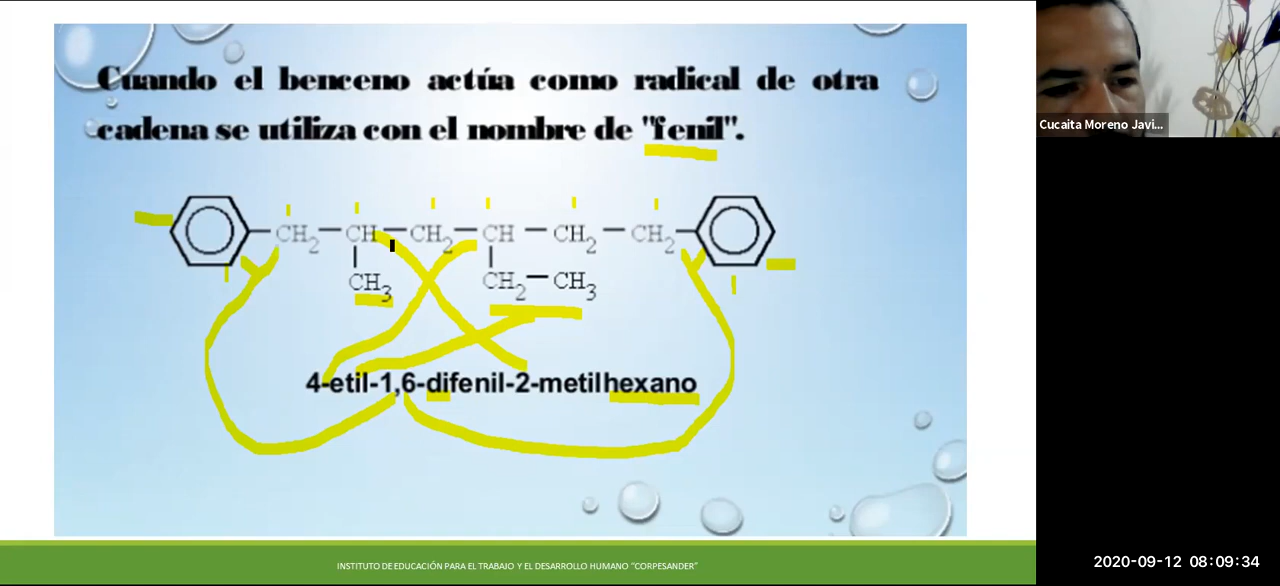 Cuando el benceno actúa como radical de otra
cadena se utiliza con el nombre de "fenil".
CH2 – CH – CH2 – CH – CH2 – CH2
CH3 CH2 – CH3
4-etil-1,6-difenil-2-metilhexano
INSTITUTO DE EDUCACIÓN PARA EL TRABAJO Y EL DESARROLLO HUMANO "CORPESANDER"
Cucaita Moreno Javi...
2020-09-12 08:09:34